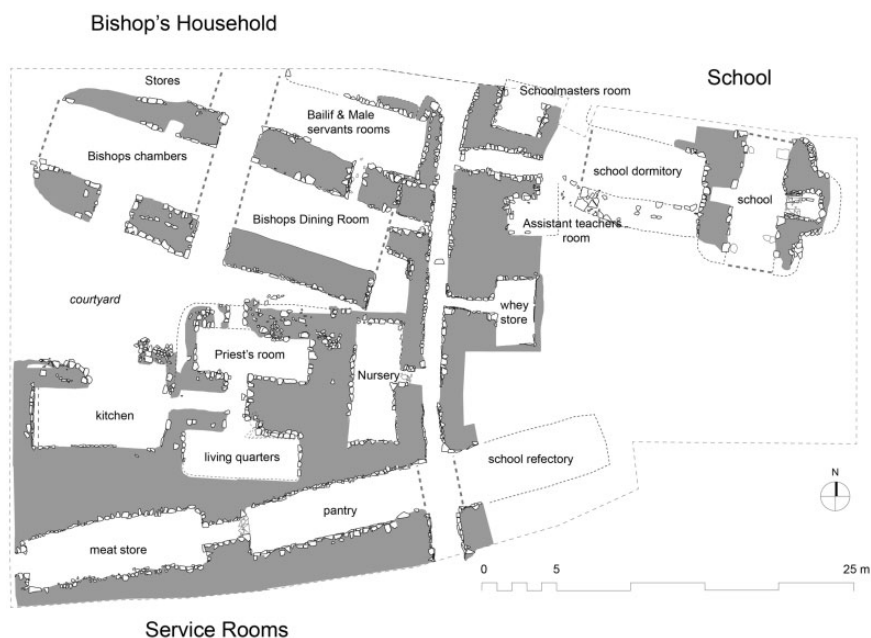 Bishop's Household
Stores
Schoolmasters room
School
Bailif & Male
servants rooms
Bishops chambers
school dormitory
school
Bishops Dining Room
Assistant teachers
room
courtyard
whey
store
Priest's room
Nursery
kitchen
living quarters
school refectory
N
pantry
meat store
0 5 25 m
Service Rooms